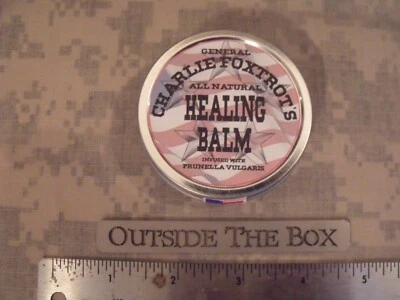 GENERAL
CHARLIE FOXTROT'S
ALL NATURAL
HEALING
BALM
INFUSED WITH
PRUNELLA VULGARIS
OUTSIDE THE BOX
1 2 3 4 5